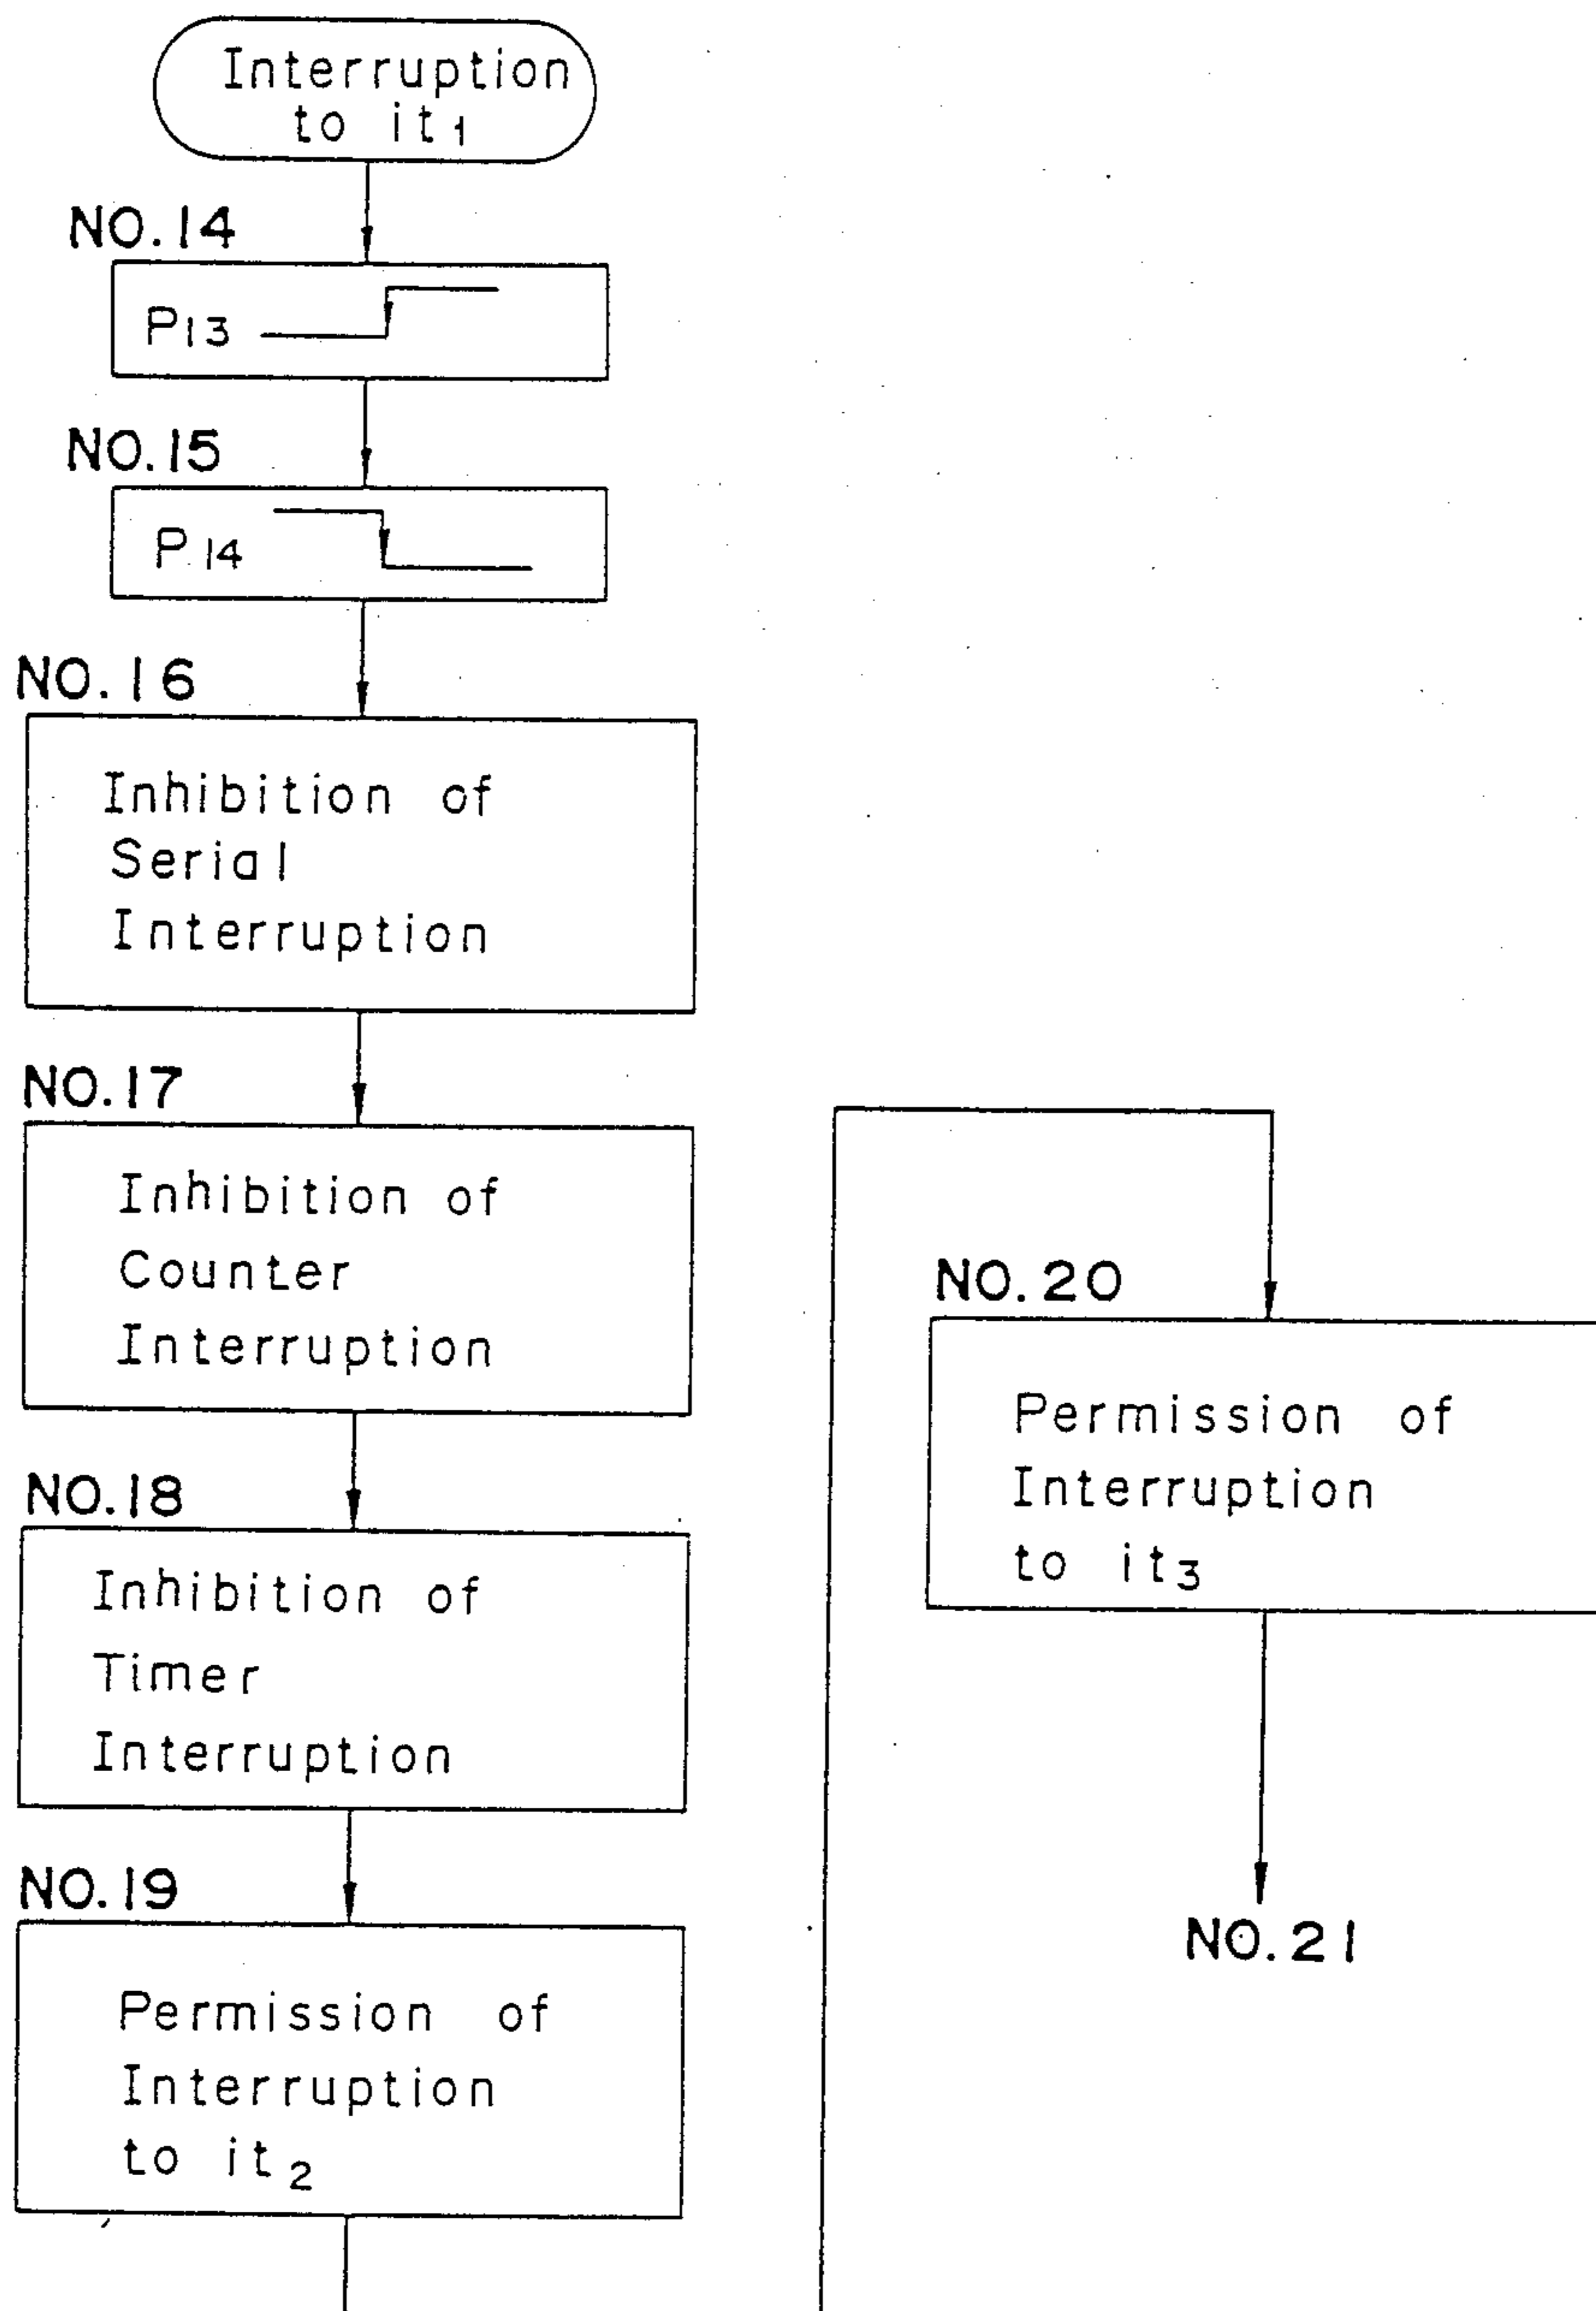 Interruption
to it₁
NO.14
P₁₃
NO.15
P₁₄
NO.16
Inhibition of
Serial
Interruption
NO.17
Inhibition of
Counter
Interruption
NO.18
Inhibition of
Timer
Interruption
NO.19
Permission of
Interruption
to it₂
NO.20
Permission of
Interruption
to it₃
NO.21